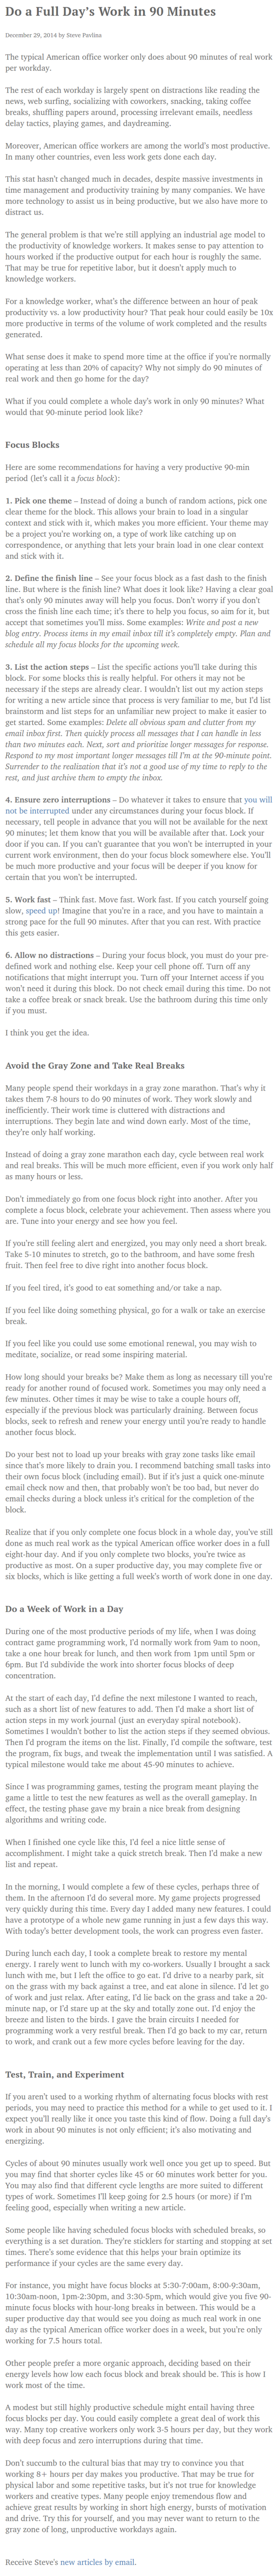 Do a Full Day's Work in 90 Minutes
December 29, 2014 by Steve Pavlina
The typical American office worker only does about 90 minutes of real work
per workday.
The rest of each workday is largely spent on distractions like reading the
news, web surfing, socializing with coworkers, snacking, taking coffee
breaks, shuffling papers around, processing irrelevant emails, needless
delay tactics, playing games, and daydreaming.
Moreover, American office workers are among the world's most productive.
In many other countries, even less work gets done each day.
This stat hasn't changed much in decades, despite massive investments in
time management and productivity training by many companies. We have
more technology to assist us in being productive, but we also have more to
distract us.
The general problem is that we're still applying an industrial age model to
the productivity of knowledge workers. It makes sense to pay attention to
hours worked if the productive output for each hour is roughly the same.
That may be true for repetitive labor, but it doesn't apply much to
knowledge workers.
For a knowledge worker, what's the difference between an hour of peak
productivity vs. a low productivity hour? That peak hour could easily be 10x
more productive in terms of the volume of work completed and the results
generated.
What sense does it make to spend more time at the office if you're normally
operating at less than 20% of capacity? Why not simply do 90 minutes of
real work and then go home for the day?
What if you could complete a whole day's work in only 90 minutes? What
would that 90-minute period look like?
Focus Blocks
Here are some recommendations for having a very productive 90-min
period (let's call it a focus block):
1. Pick one theme – Instead of doing a bunch of random actions, pick one
clear theme for the block. This allows your brain to load in a singular
context and stick with it, which makes you more efficient. Your theme may
be a project you're working on, a type of work like catching up on
correspondence, or anything that lets your brain load in one clear context
and stick with it.
2. Define the finish line – See your focus block as a fast dash to the finish
line. But where is the finish line? What does it look like? Having a clear goal
that's only 90 minutes away will help you focus. Don't worry if you don't
cross the finish line each time; it's there to help you focus, so aim for it, but
accept that sometimes you'll miss. Some examples: Write and post a new
blog entry. Process items in my email inbox till it's completely empty. Plan and
schedule all my focus blocks for the upcoming week.
3. List the action steps – List the specific actions you'll take during this
block. For some blocks this is really helpful. For others it may not be
necessary if the steps are already clear. I wouldn't list out my action steps
for writing a new article since that process is very familiar to me, but I'd list
brainstorm and list steps for an unfamiliar new project to make it easier to
get started. Some examples: Delete all obvious spam and clutter from my
email inbox first. Then quickly process all messages that I can handle in less
than two minutes each. Next, sort and prioritize longer messages for response.
Respond to my most important longer messages till I'm at the 90-minute point.
Surrender to the realization that it's not a good use of my time to reply to the
rest, and just archive them to empty the inbox.
4. Ensure zero interruptions – Do whatever it takes to ensure that you will
not be interrupted under any circumstances during your focus block. If
necessary, tell people in advance that you will not be available for the next
90 minutes; let them know that you will be available after that. Lock your
door if you can. If you can't guarantee that you won't be interrupted in your
current work environment, then do your focus block somewhere else. You'll
be much more productive and your focus will be deeper if you know for
certain that you won't be interrupted.
5. Work fast – Think fast. Move fast. Work fast. If you catch yourself going
slow, speed up! Imagine that you're in a race, and you have to maintain a
strong pace for the full 90 minutes. After that you can rest. With practice
this gets easier.
6. Allow no distractions – During your focus block, you must do your pre-
defined work and nothing else. Keep your cell phone off. Turn off any
notifications that might interrupt you. Turn off your Internet access if you
won't need it during this block. Do not check email during this time. Do not
take a coffee break or snack break. Use the bathroom during this time only
if you must.
I think you get the idea.
Avoid the Gray Zone and Take Real Breaks
Many people spend their workdays in a gray zone marathon. That's why it
takes them 7-8 hours to do 90 minutes of work. They work slowly and
inefficiently. Their work time is cluttered with distractions and
interruptions. They begin late and wind down early. Most of the time,
they're only half working.
Instead of doing a gray zone marathon each day, cycle between real work
and real breaks. This will be much more efficient, even if you work only half
as many hours or less.
Don't immediately go from one focus block right into another. After you
complete a focus block, celebrate your achievement. Then assess where you
are. Tune into your energy and see how you feel.
If you're still feeling alert and energized, you may only need a short break.
Take 5-10 minutes to stretch, go to the bathroom, and have some fresh
fruit. Then feel free to dive right into another focus block.
If you feel tired, it's good to eat something and/or take a nap.
If you feel like doing something physical, go for a walk or take an exercise
break.
If you feel like you could use some emotional renewal, you may wish to
meditate, socialize, or read some inspiring material.
How long should your breaks be? Make them as long as necessary till you're
ready for another round of focused work. Sometimes you may only need a
few minutes. Other times it may be wise to take a couple hours off,
especially if the previous block was particularly draining. Between focus
blocks, seek to refresh and renew your energy until you're ready to handle
another focus block.
Do your best not to load up your breaks with gray zone tasks like email
since that's more likely to drain you. I recommend batching small tasks into
their own focus block (including email). But if it's just a quick one-minute
email check now and then, that probably won't be too bad, but never do
email checks during a block unless it's critical for the completion of the
block.
Realize that if you only complete one focus block in a whole day, you've still
done as much real work as the typical American office worker does in a full
eight-hour day. And if you only complete two blocks, you're twice as
productive as most. On a super productive day, you may complete five or
six blocks, which is like getting a full week's worth of work done in one day.
Do a Week of Work in a Day
During one of the most productive periods of my life, when I was doing
contract game programming work, I'd normally work from 9am to noon,
take a one hour break for lunch, and then work from 1pm until 5pm or
6pm. But I'd subdivide the work into shorter focus blocks of deep
concentration.
At the start of each day, I'd define the next milestone I wanted to reach,
such as a short list of new features to add. Then I'd make a short list of
action steps in my work journal (just an everyday spiral notebook).
Sometimes I wouldn't bother to list the action steps if they seemed obvious.
Then I'd program the items on the list. Finally, I'd compile the software, test
the program, fix bugs, and tweak the implementation until I was satisfied. A
typical milestone would take me about 45-90 minutes to achieve.
Since I was programming games, testing the program meant playing the
game a little to test the new features as well as the overall gameplay. In
effect, the testing phase gave my brain a nice break from designing
algorithms and writing code.
When I finished one cycle like this, I'd feel a nice little sense of
accomplishment. I might take a quick stretch break. Then I'd make a new
list and repeat.
In the morning, I would complete a few of these cycles, perhaps three of
them. In the afternoon I'd do several more. My game projects progressed
very quickly during this time. Every day I added many new features. I could
have a prototype of a whole new game running in just a few days this way.
With today's better development tools, the work can progress even faster.
During lunch each day, I took a complete break to restore my mental
energy. I rarely went to lunch with my co-workers. Usually I brought a sack
lunch with me, but I left the office to go eat. I'd drive to a nearby park, sit
on the grass with my back against a tree, and eat alone in silence. I'd let go
of work and just relax. After eating, I'd lie back on the grass and take a 20-
minute nap, or I'd stare up at the sky and totally zone out. I'd enjoy the
breeze and listen to the birds. I gave the brain circuits I needed for
programming work a very restful break. Then I'd go back to my car, return
to work, and crank out a few more cycles before leaving for the day.
Test, Train, and Experiment
If you aren't used to a working rhythm of alternating focus blocks with rest
periods, you may need to practice this method for a while to get used to it. I
expect you'll really like it once you taste this kind of flow. Doing a full day's
work in about 90 minutes is not only efficient; it's also motivating and
energizing.
Cycles of about 90 minutes usually work well once you get up to speed. But
you may find that shorter cycles like 45 or 60 minutes work better for you.
You may also find that different cycle lengths are more suited to different
types of work. Sometimes I'll keep going for 2.5 hours (or more) if I'm
feeling good, especially when writing a new article.
Some people like having scheduled focus blocks with scheduled breaks, so
everything is a set duration. They're sticklers for starting and stopping at set
times. There's some evidence that this helps your brain optimize its
performance if your cycles are the same every day.
For instance, you might have focus blocks at 5:30-7:00am, 8:00-9:30am,
10:30am-noon, 1pm-2:30pm, and 3:30-5pm, which would give you five 90-
minute focus blocks with hour-long breaks in between. This would be a
super productive day that would see you doing as much real work in one
day as the typical American office worker does in a week, but you're only
working for 7.5 hours total.
Other people prefer a more organic approach, deciding based on their
energy levels how low each focus block and break should be. This is how I
work most of the time.
A modest but still highly productive schedule might entail having three
focus blocks per day. You could easily complete a great deal of work this
way. Many top creative workers only work 3-5 hours per day, but they work
with deep focus and zero interruptions during that time.
Don't succumb to the cultural bias that may try to convince you that
working 8+ hours per day makes you productive. That may be true for
physical labor and some repetitive tasks, but it's not true for knowledge
workers and creative types. Many people enjoy tremendous flow and
achieve great results by working in short high energy, bursts of motivation
and drive. Try this for yourself, and you may never want to return to the
gray zone of long, unproductive workdays again.
Receive Steve's new articles by email.